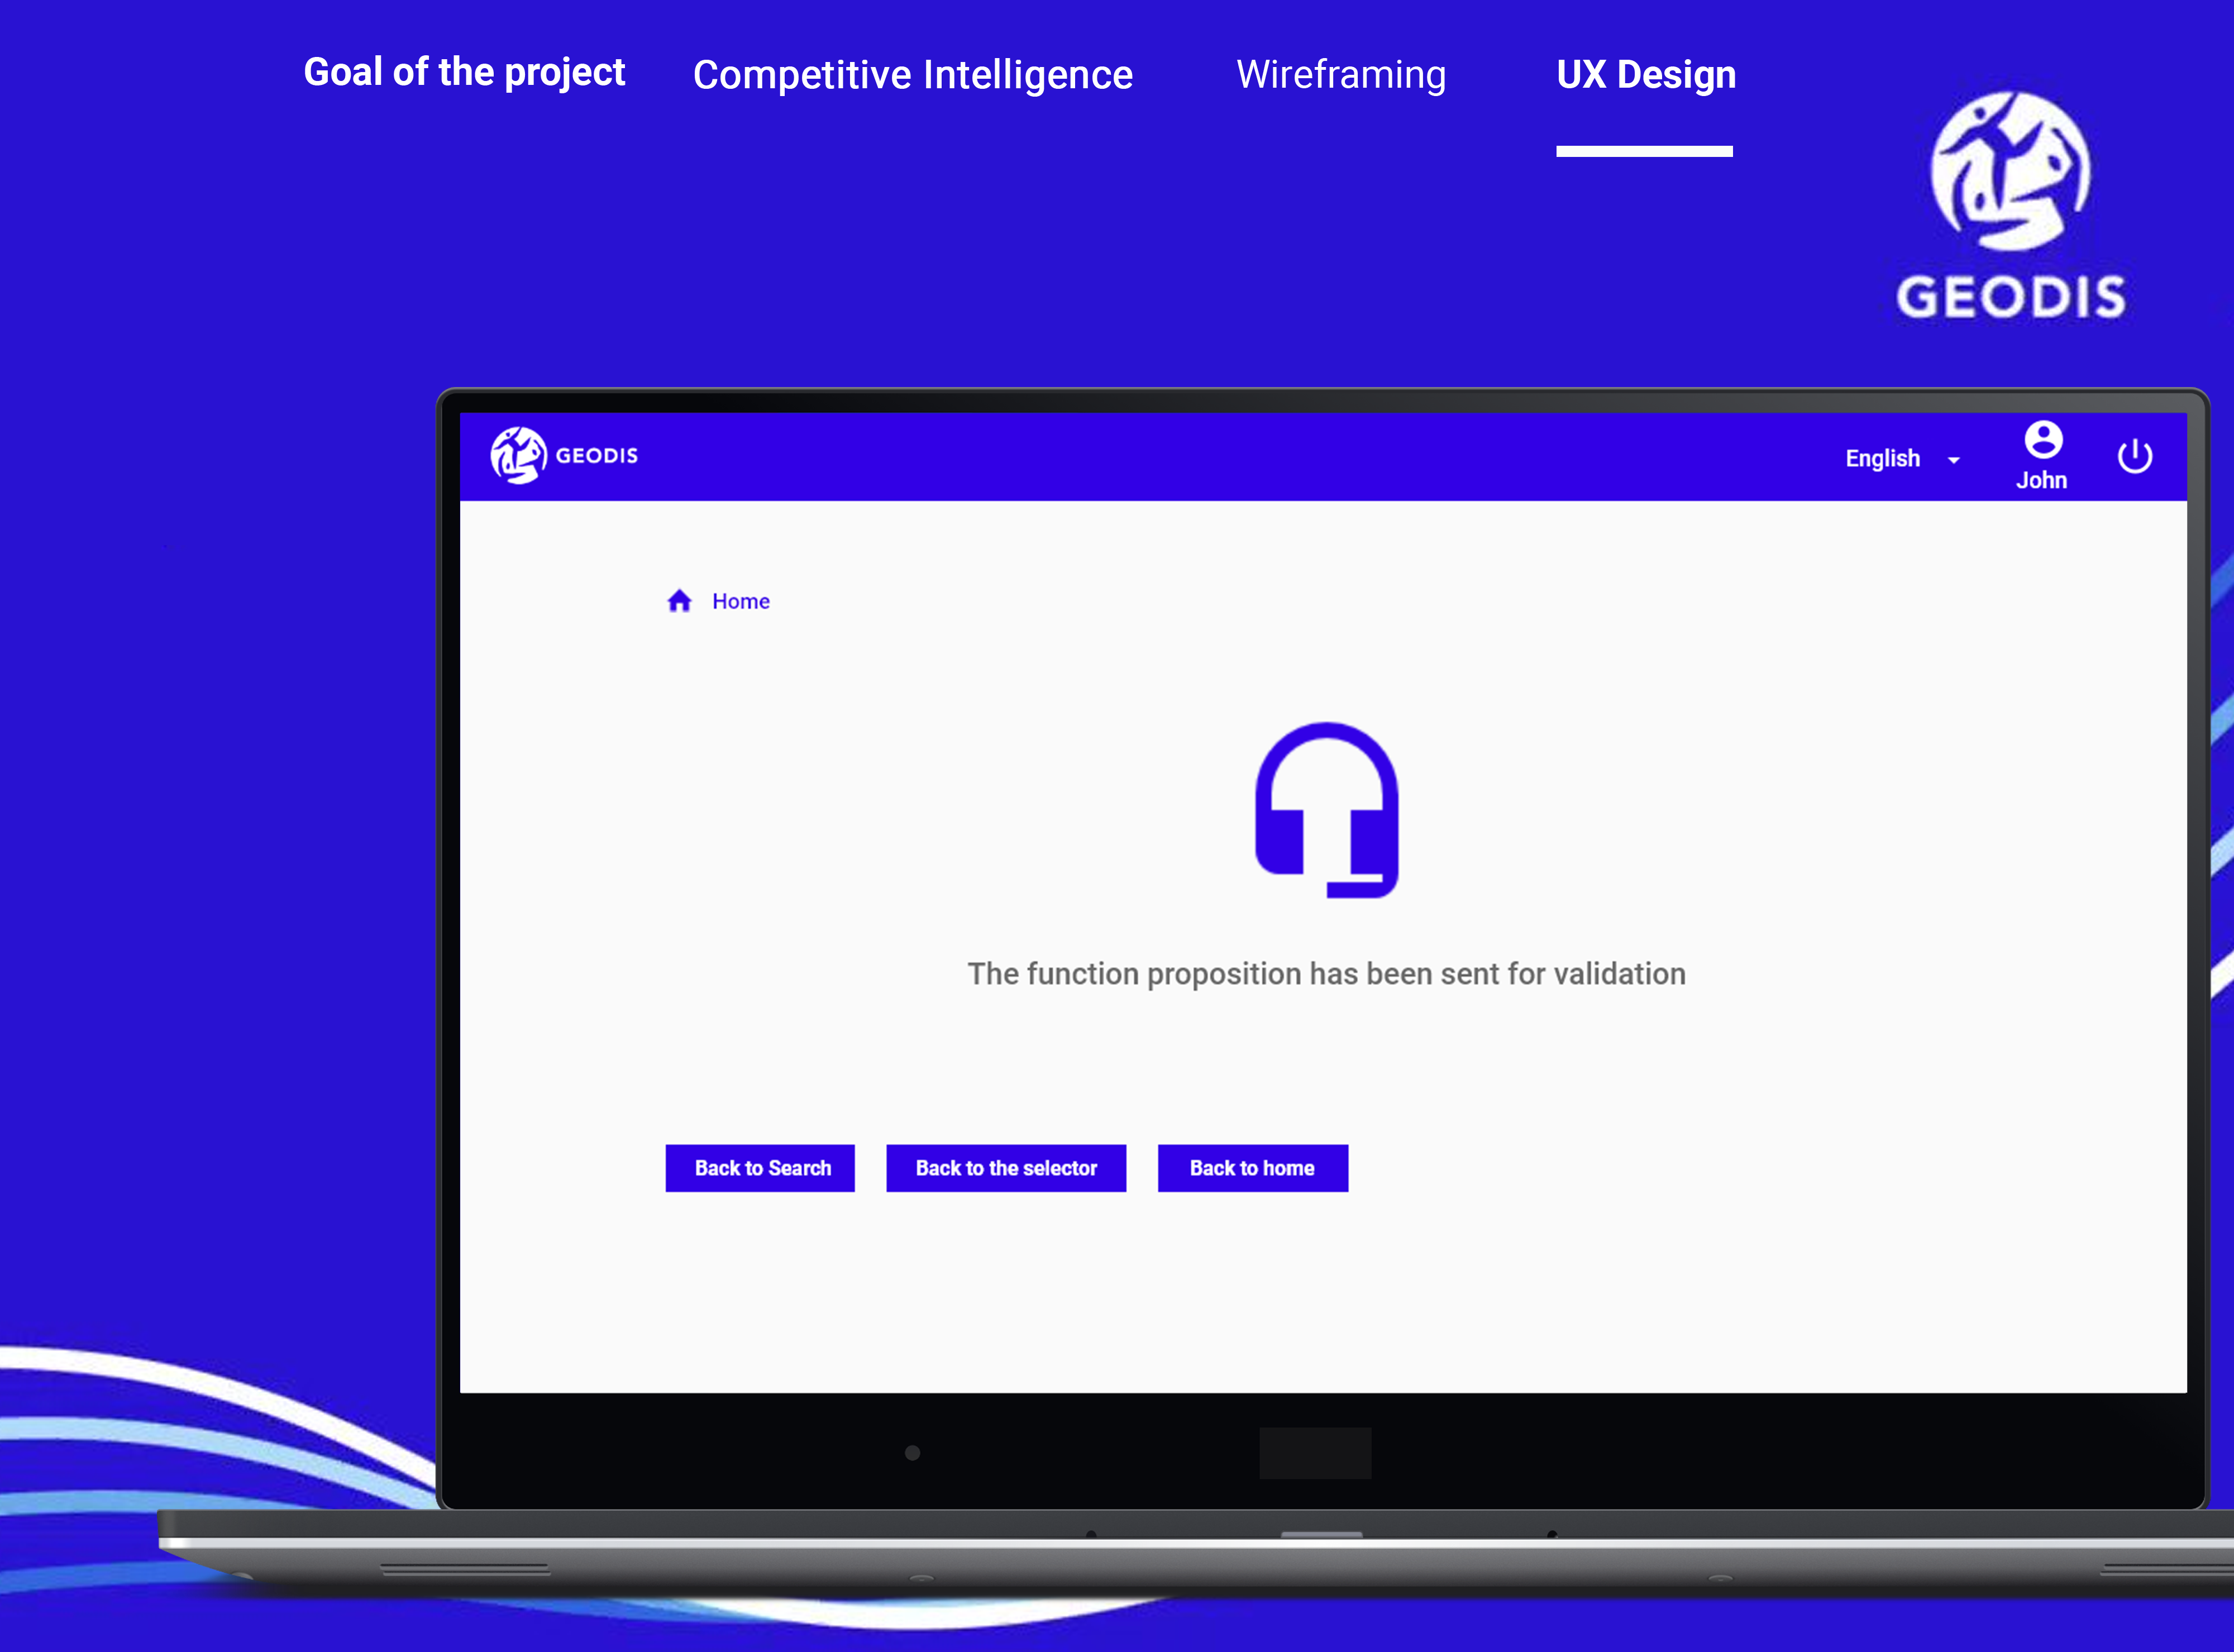 Goal of the project
Competitive Intelligence
Wireframing
UX Design
GEODIS
GEODIS
English
John
Home
The function proposition has been sent for validation
Back to Search
Back to the selector
Back to home